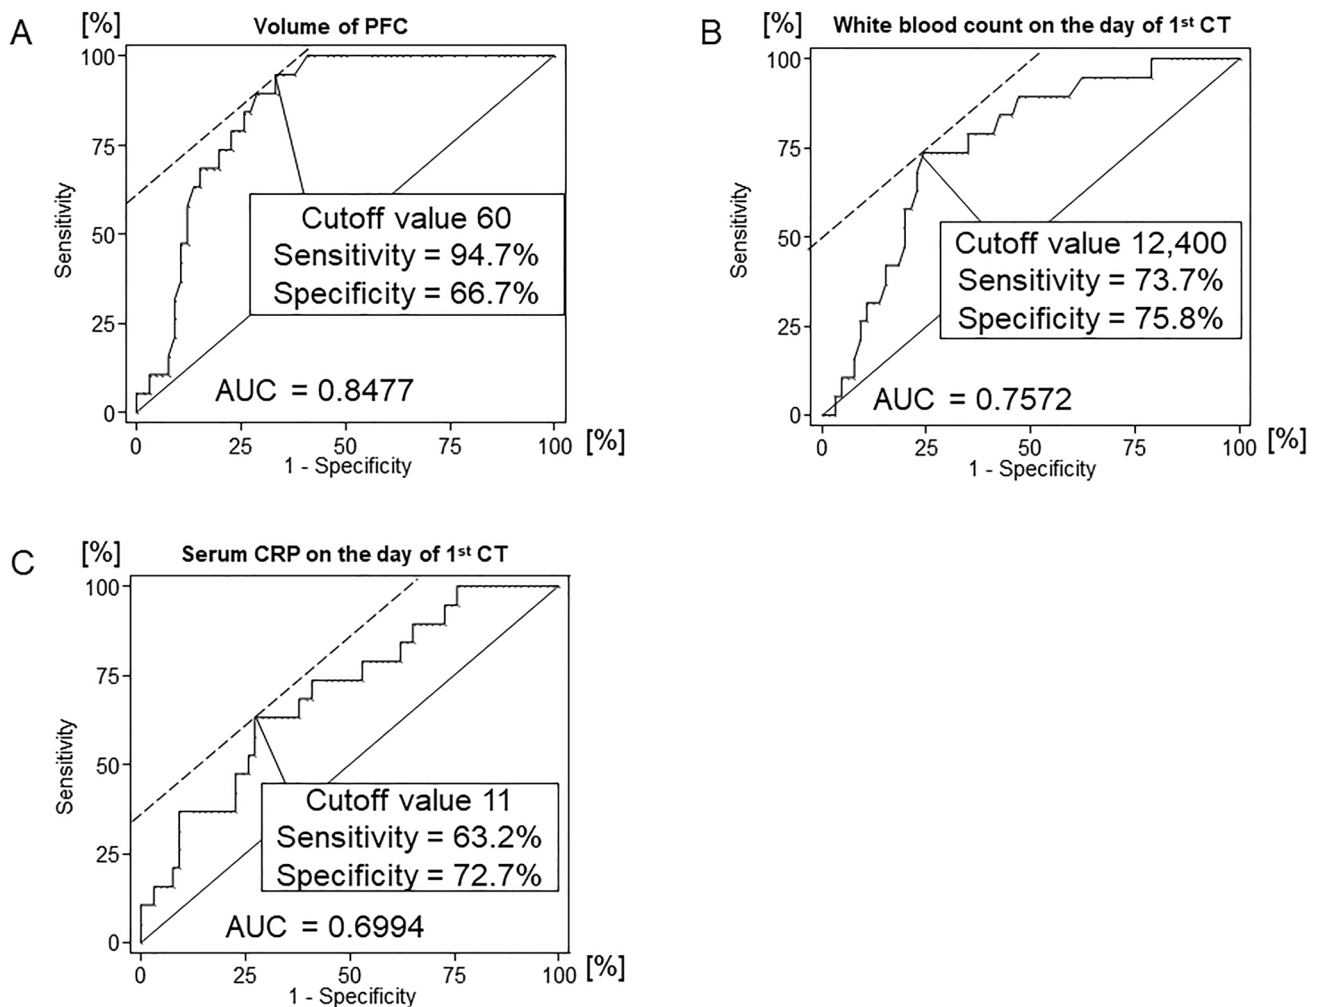 A
[%]
Volume of PFC
100
75
50
25
0
Sensitivity
Cutoff value 60
Sensitivity = 94.7%
Specificity = 66.7%
AUC = 0.8477
0 25 50 75 100 [%]
1 - Specificity
B
[%]
White blood count on the day of 1st CT
100
75
50
25
0
Sensitivity
Cutoff value 12,400
Sensitivity = 73.7%
Specificity = 75.8%
AUC = 0.7572
0 25 50 75 100 [%]
1 - Specificity
C
[%]
Serum CRP on the day of 1st CT
100
75
50
25
0
Sensitivity
Cutoff value 11
Sensitivity = 63.2%
Specificity = 72.7%
AUC = 0.6994
0 25 50 75 100 [%]
1 - Specificity